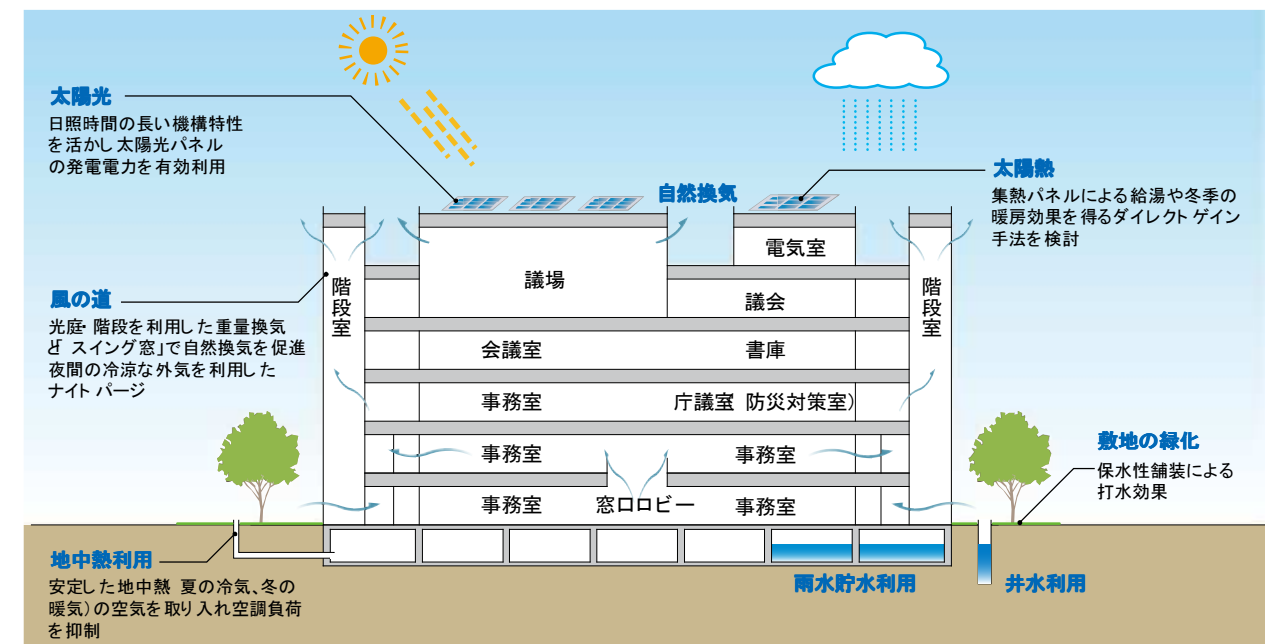 太陽光
日照時間の長い機構特性
を活かし太陽光パネル
の発電電力を有効利用
太陽熱
集熱パネルによる給湯や冬季の
暖房効果を得るダイレクトゲイン
手法を検討
自然換気
電気室
議場
議会
階段室
階段室
風の道
光庭・階段を利用した重量換気
と「スイング窓」で自然換気を促進
夜間の冷涼な外気を利用した
ナイトパージ
会議室
書庫
事務室
庁議室(防災対策室)
事務室
事務室
事務室
窓口ロビー
事務室
敷地の緑化
保水性舗装による
打水効果
地中熱利用
安定した地中熱(夏の冷気、冬の
暖気)の空気を取り入れ空調負荷
を抑制
雨水貯水利用
井水利用